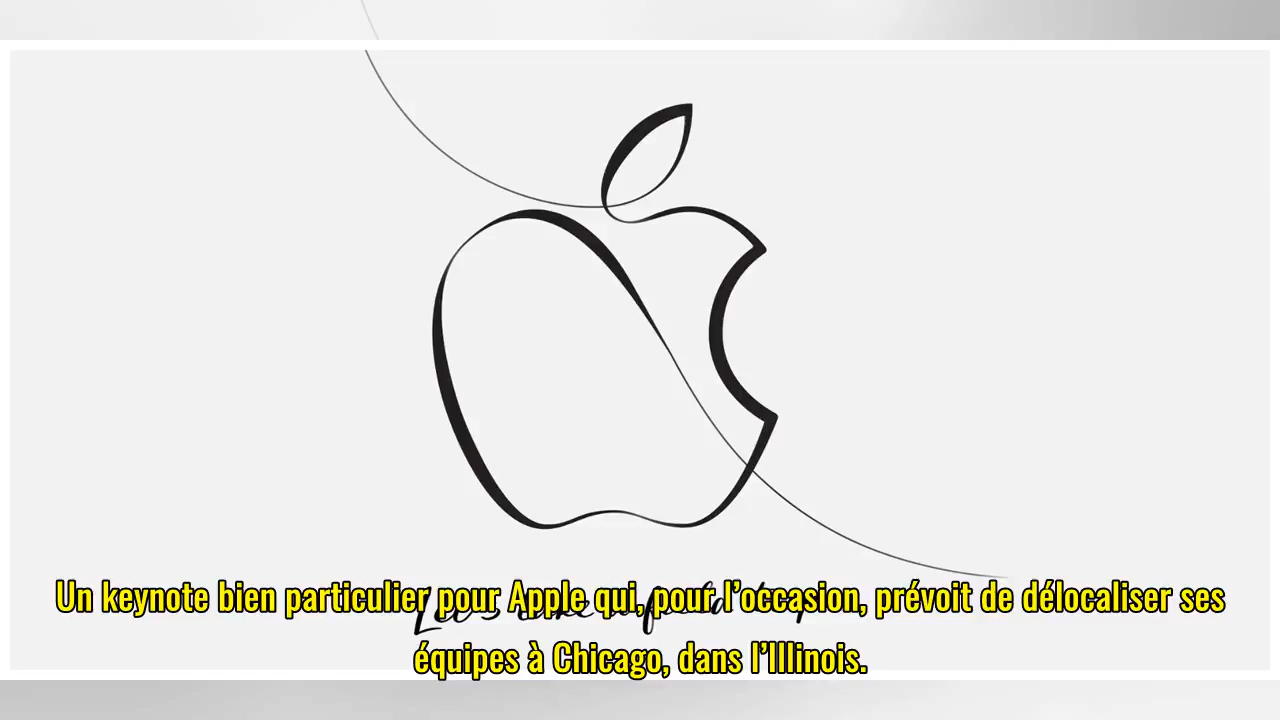 Un keynote bien particulier pour Apple qui, pour l’occasion, prévoit de délocaliser ses
équipes à Chicago, dans l’Illinois.